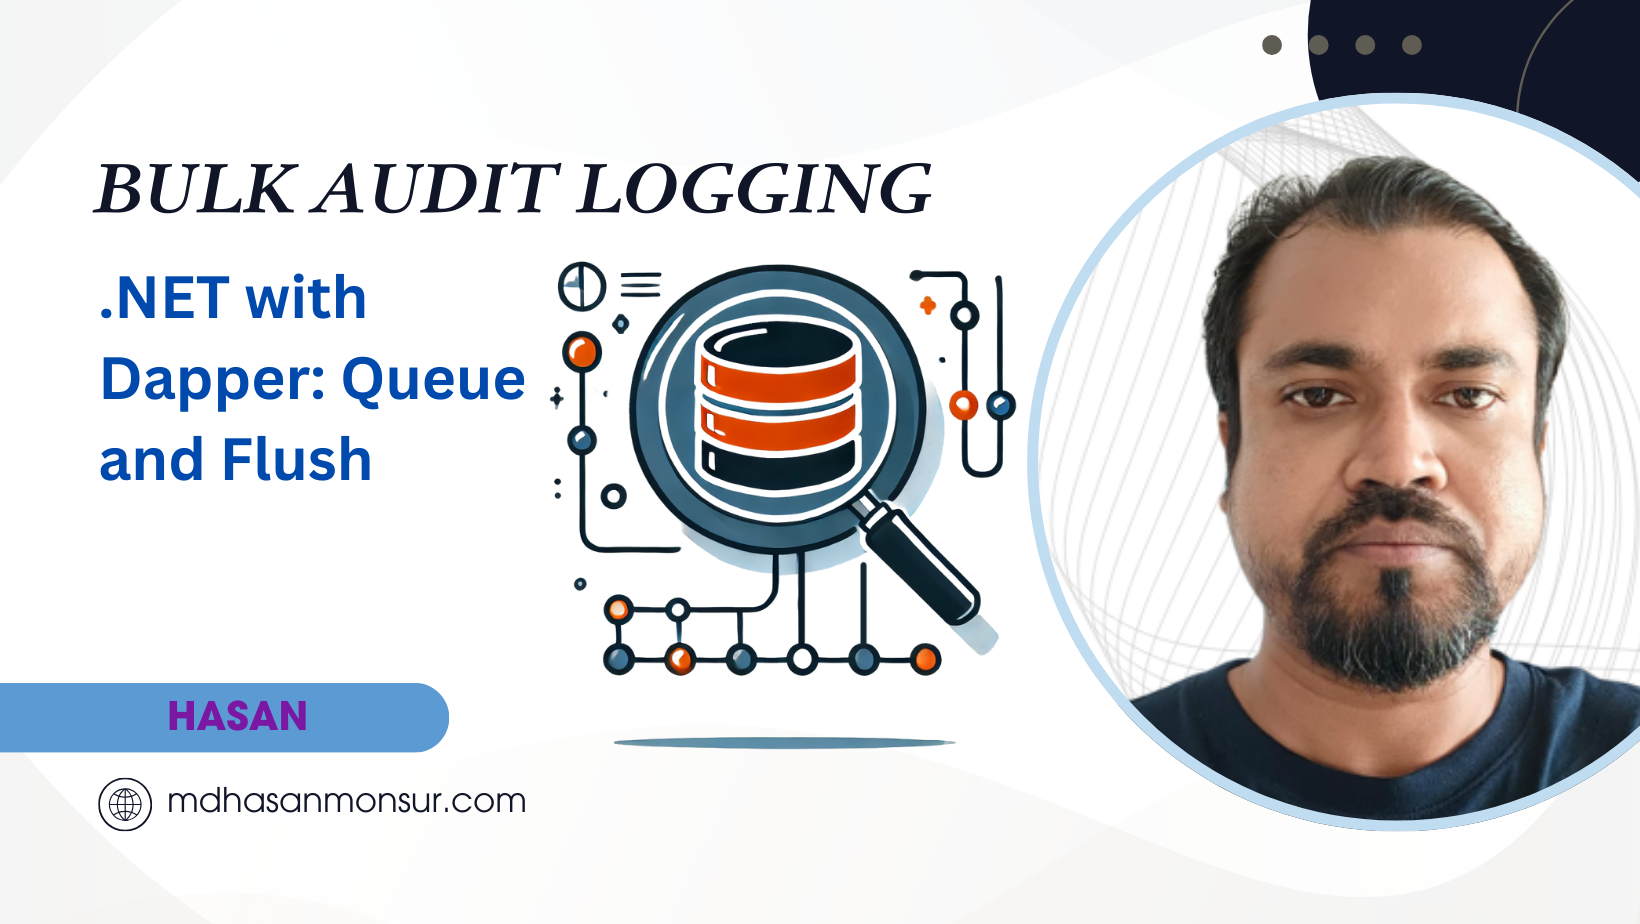 BULK AUDIT LOGGING
.NET with
Dapper: Queue
and Flush
HASAN
mdhasanmonsur.com